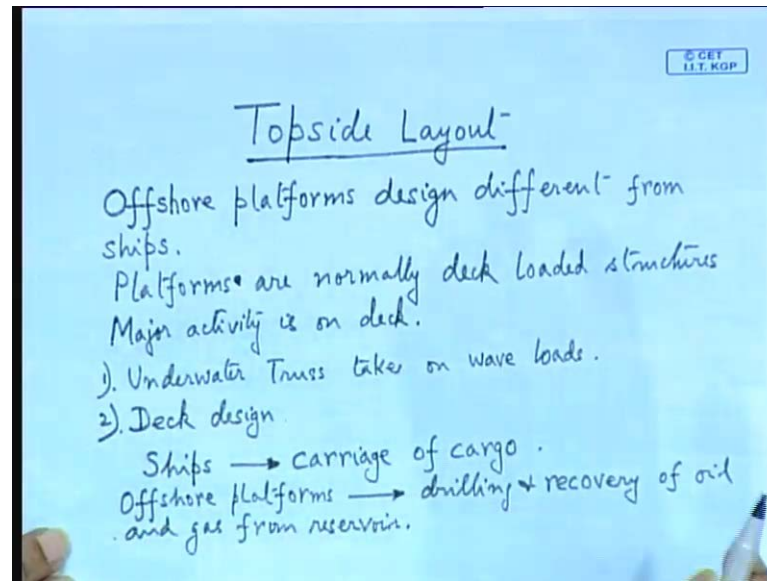 © CET
I.I.T. KGP
Topside Layout
Offshore platforms design different from
ships.
Platforms are normally deck loaded structures
Major activity is on deck.
1). Underwater Truss takes on wave loads.
2). Deck design
Ships → carriage of cargo.
Offshore platforms → drilling & recovery of oil
and gas from reservoir.